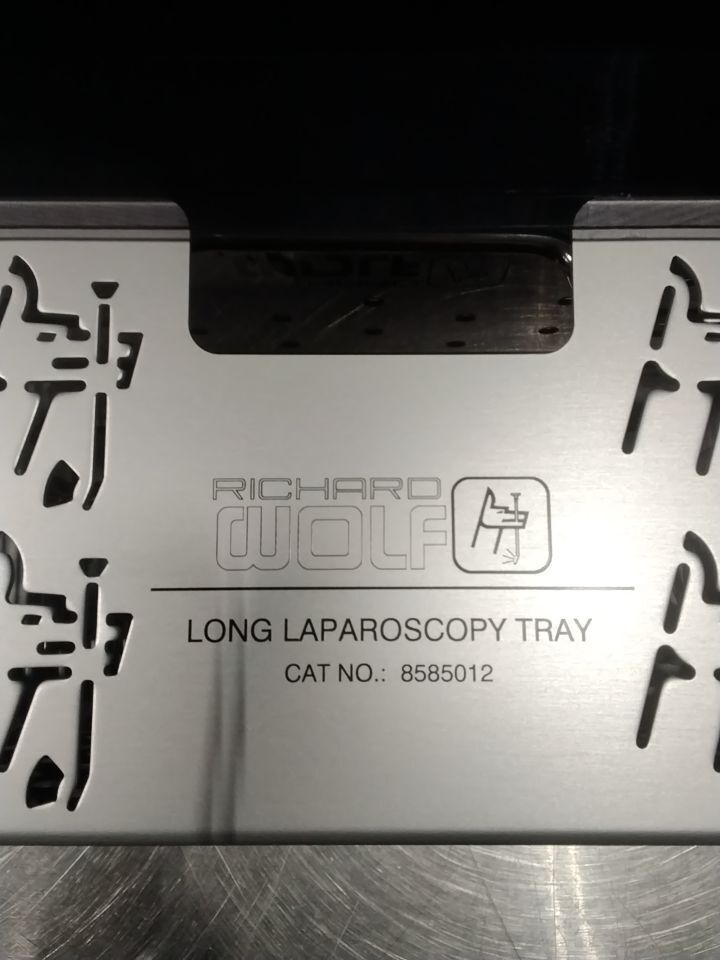 RICHARD
WOLF
LONG LAPAROSCOPY TRAY
CAT NO.: 8585012